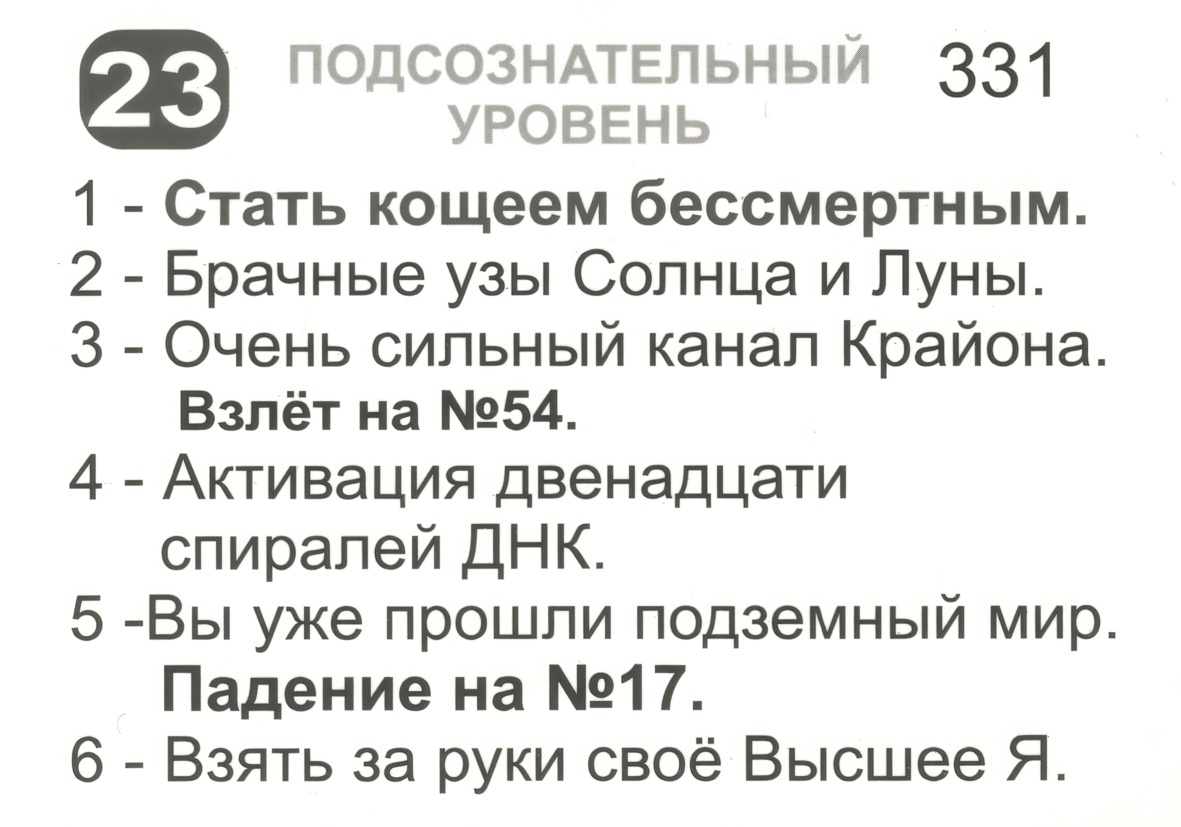 23 ПОДСОЗНАТЕЛЬНЫЙ 331
УРОВЕНЬ
1 - Стать кощеем бессмертным.
2 - Брачные узы Солнца и Луны.
3 - Очень сильный канал Крайона.
Взлёт на №54.
4 - Активация двенадцати
спиралей ДНК.
5 -Вы уже прошли подземный мир.
Падение на №17.
6 - Взять за руки своё Высшее Я.